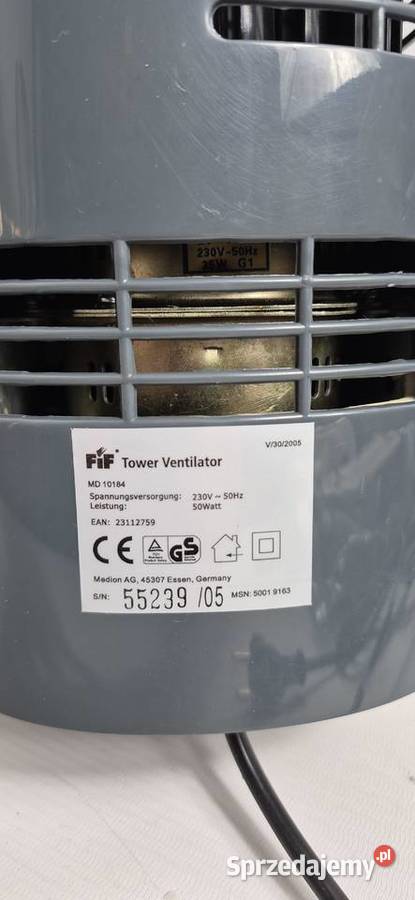 230V~50Hz
35W G1
FiF Tower Ventilator
V/30/2005
MD 10184
Spannungsversorgung: 230V ~ 50Hz
Leistung: 50Watt
EAN: 23112759
CE GS
Medion AG, 45307 Essen, Germany
S/N: 55239 /05 MSN: 5001 9163
Sprzedajemy.pl